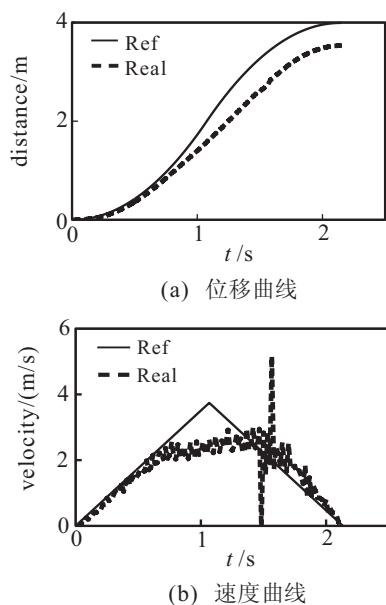 4
Ref
Real
distance/m
2
0
0
1
2
t/s
(a) 位移曲线
6
Ref
Real
velocity/(m/s)
4
2
0
0
1
2
t/s
(b) 速度曲线